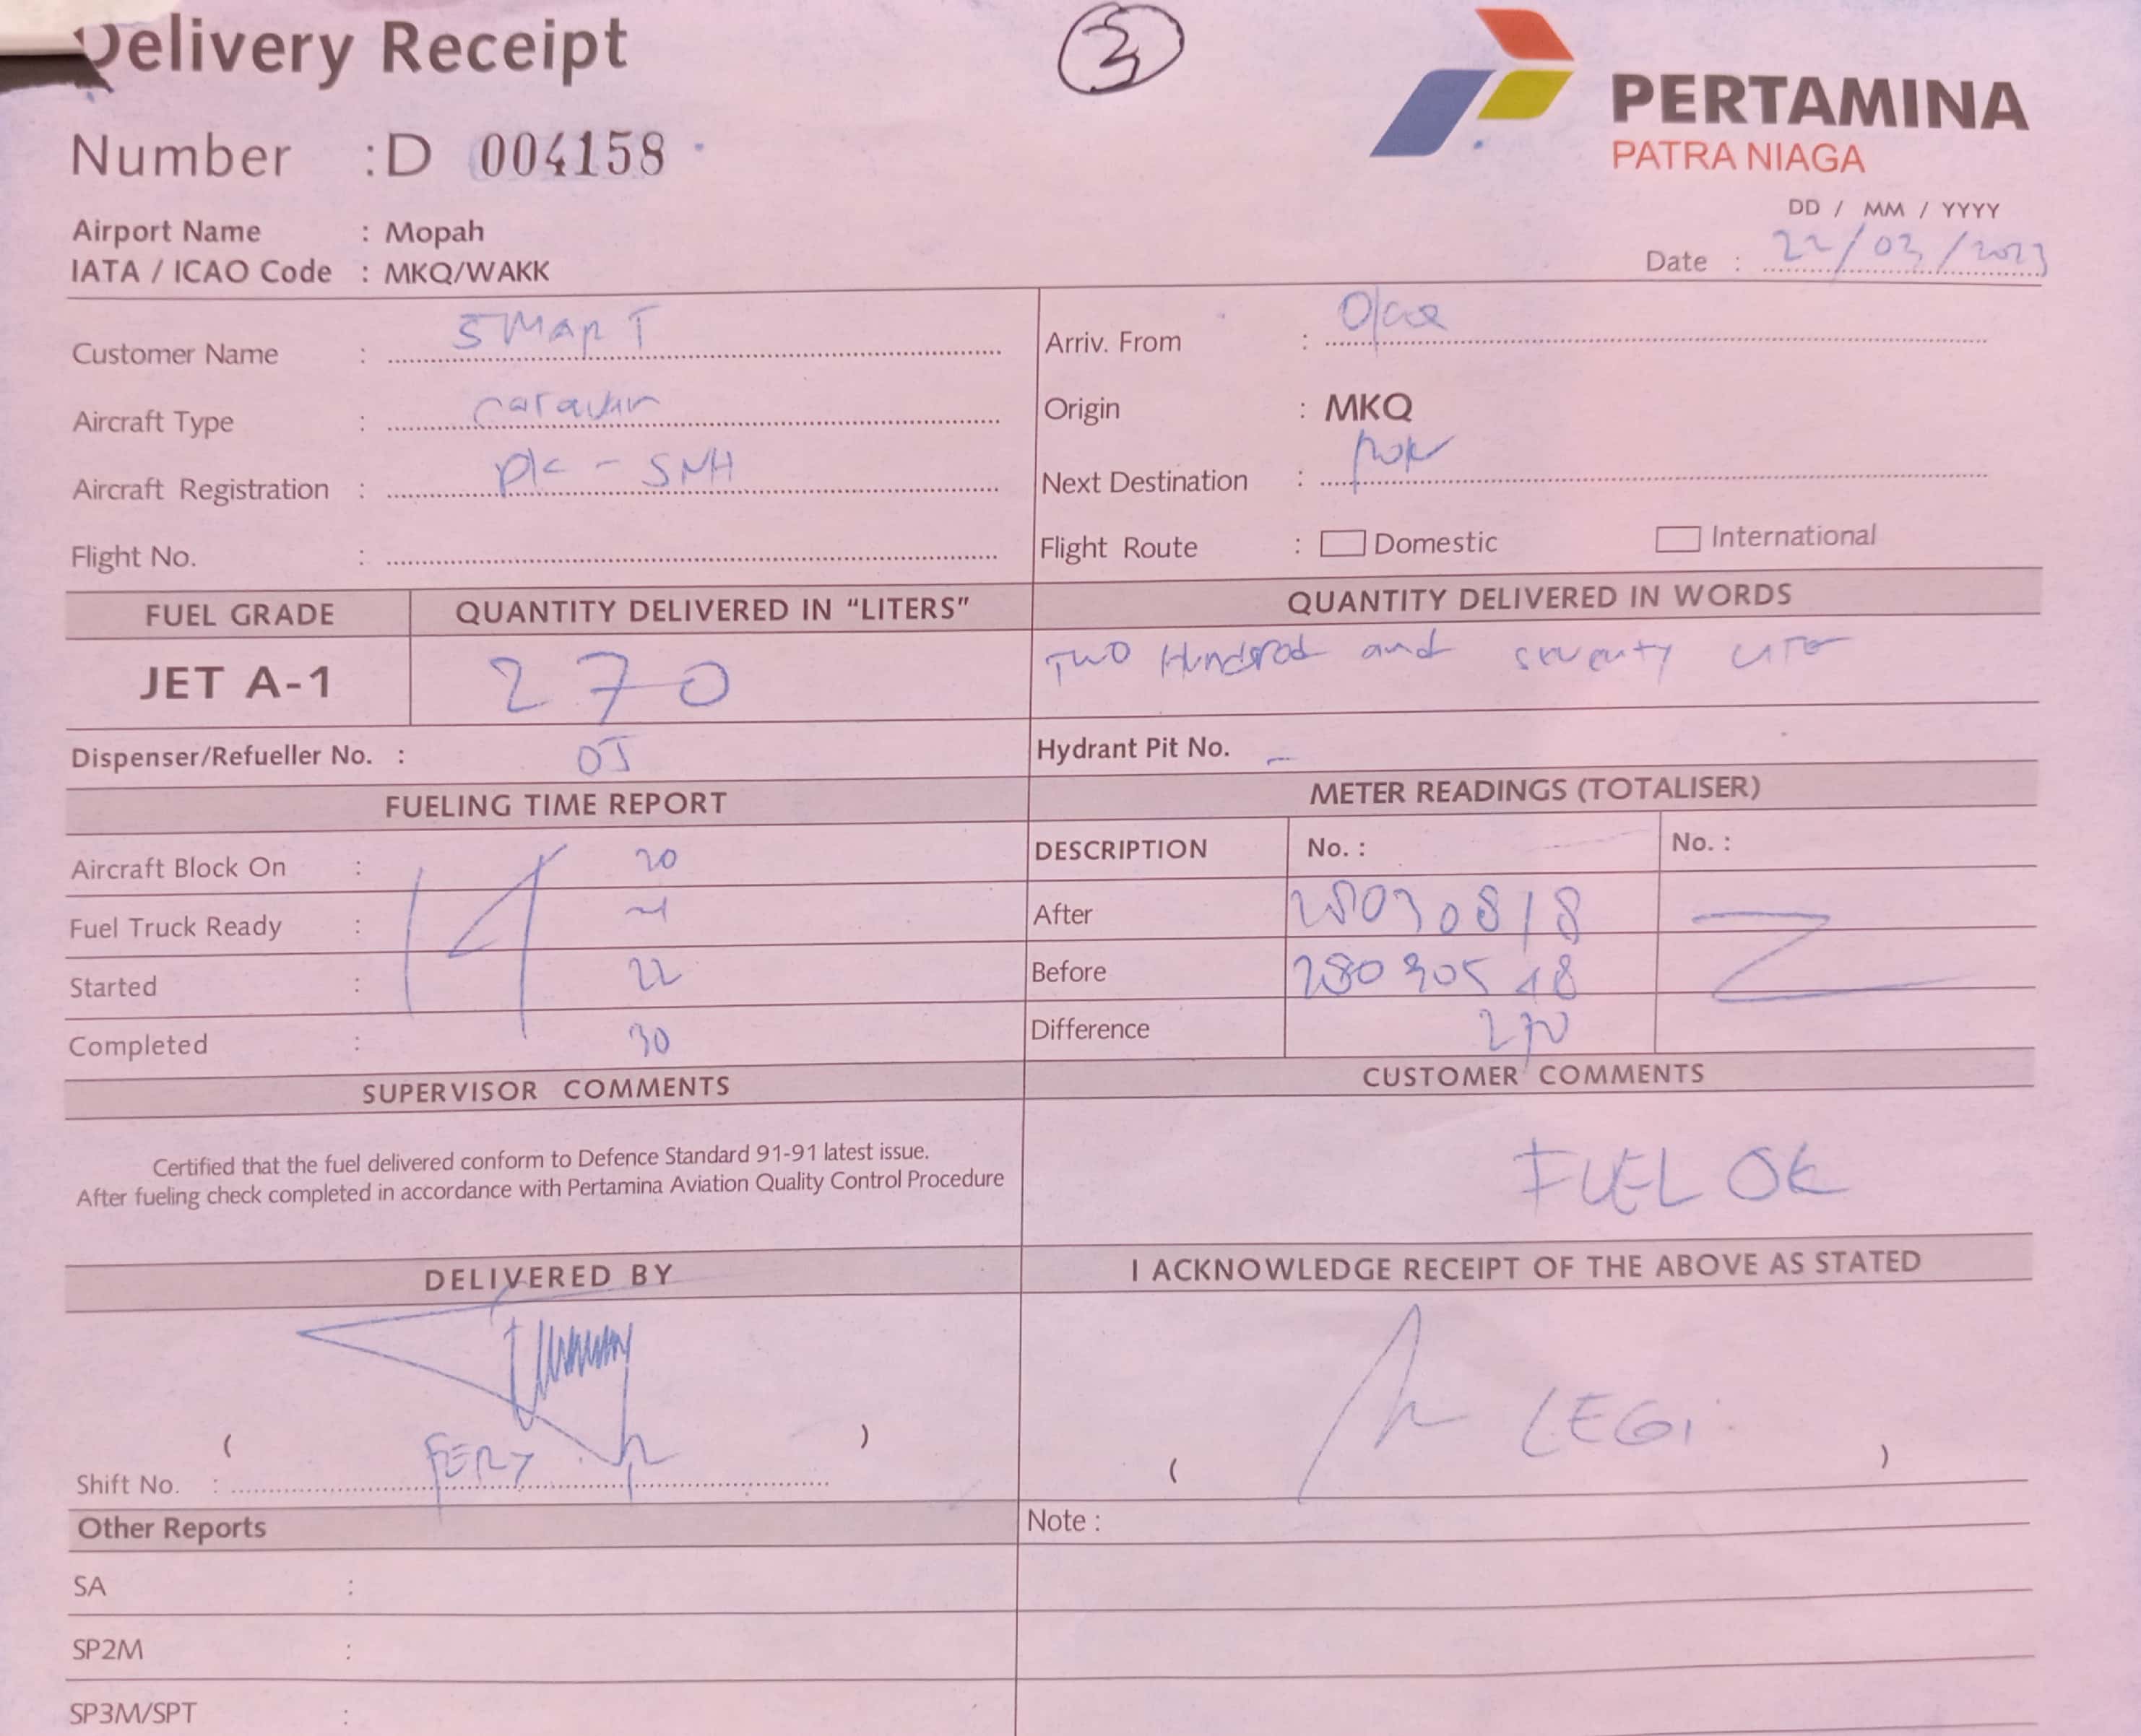 Delivery Receipt
3
PERTAMINA
PATRA NIAGA
Number : D 004158
Airport Name : Mopah
IATA / ICAO Code : MKQ/WAKK
DD / MM / YYYY
Date : 22/03/2023
Customer Name : SMART
Aircraft Type : caravan
Aircraft Registration : PK - SNH
Flight No. :
Arriv. From :
Origin : MKQ
Next Destination :
Flight Route : Domestic International
FUEL GRADE QUANTITY DELIVERED IN "LITERS" QUANTITY DELIVERED IN WORDS
JET A-1 270 TWO Hundred and seventy
Dispenser/Refueller No. : Hydrant Pit No. -
FUELING TIME REPORT
Aircraft Block On : 20
Fuel Truck Ready : 21
14
Started : 22
Completed : 30
METER READINGS (TOTALISER)
DESCRIPTION No. : No. :
After 28030818
Before 28030548
Difference 270
SUPERVISOR COMMENTS
Certified that the fuel delivered conform to Defence Standard 91-91 latest issue.
After fueling check completed in accordance with Pertamina Aviation Quality Control Procedure
CUSTOMER COMMENTS
FUEL OK
DELIVERED BY
( )
Shift No. : FERY
I ACKNOWLEDGE RECEIPT OF THE ABOVE AS STATED
LEGI
( )
Other Reports
SA :
SP2M :
SP3M/SPT :
Note :